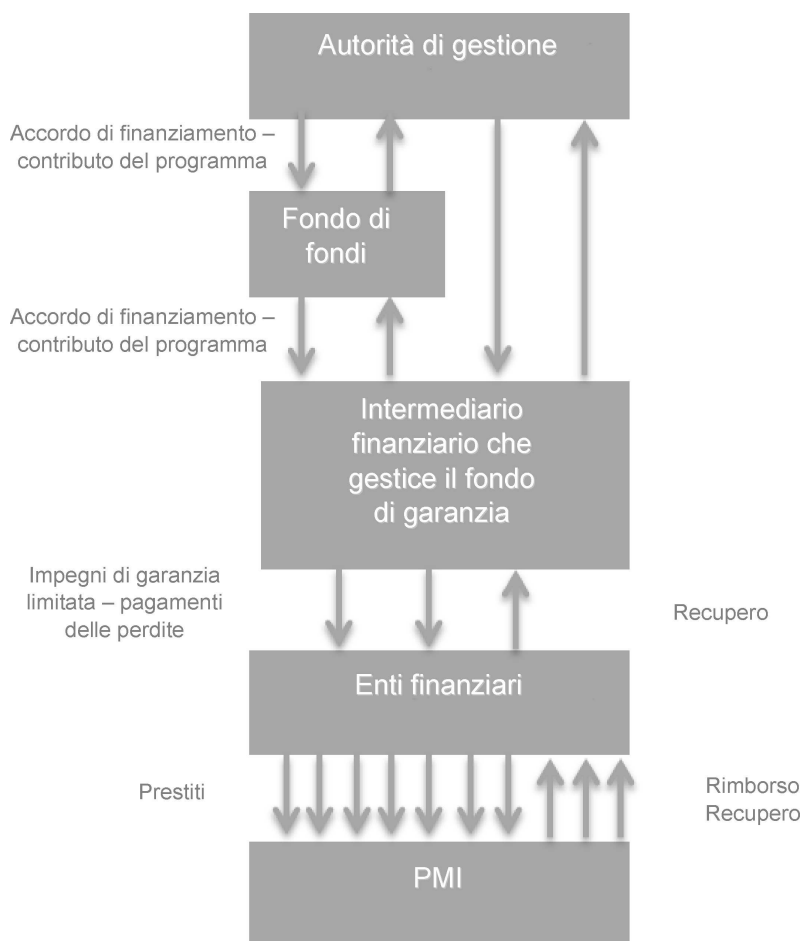 Autorità di gestione
Accordo di finanziamento –
contributo del programma
Fondo di
fondi
Accordo di finanziamento –
contributo del programma
Intermediario
finanziario che
gestice il fondo
di garanzia
Impegni di garanzia
limitata – pagamenti
delle perdite
Recupero
Enti finanziari
Prestiti
Rimborso
Recupero
PMI